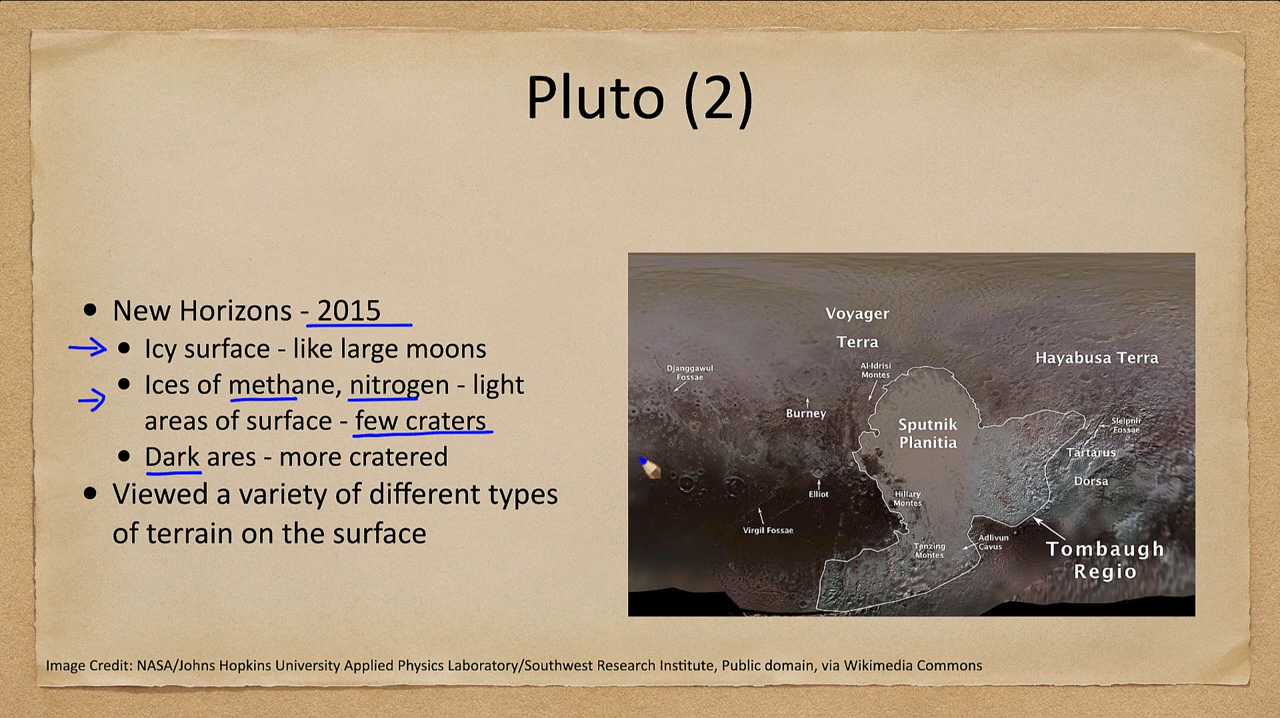 Pluto (2)
• New Horizons - 2015
• Icy surface - like large moons
• Ices of methane, nitrogen - light
areas of surface - few craters
• Dark ares - more cratered
• Viewed a variety of different types
of terrain on the surface
Voyager
Terra
Hayabusa Terra
Djanggawul
Fossae
Al-Idrisi
Montes
Burney
Sputnik
Planitia
Sleipnir
Fossae
Tartarus
Dorsa
Elliot
Hillary
Montes
Virgil Fossae
Tenzing
Montes
Adlivun
Cavus
Tombaugh
Regio
Image Credit: NASA/Johns Hopkins University Applied Physics Laboratory/Southwest Research Institute, Public domain, via Wikimedia Commons